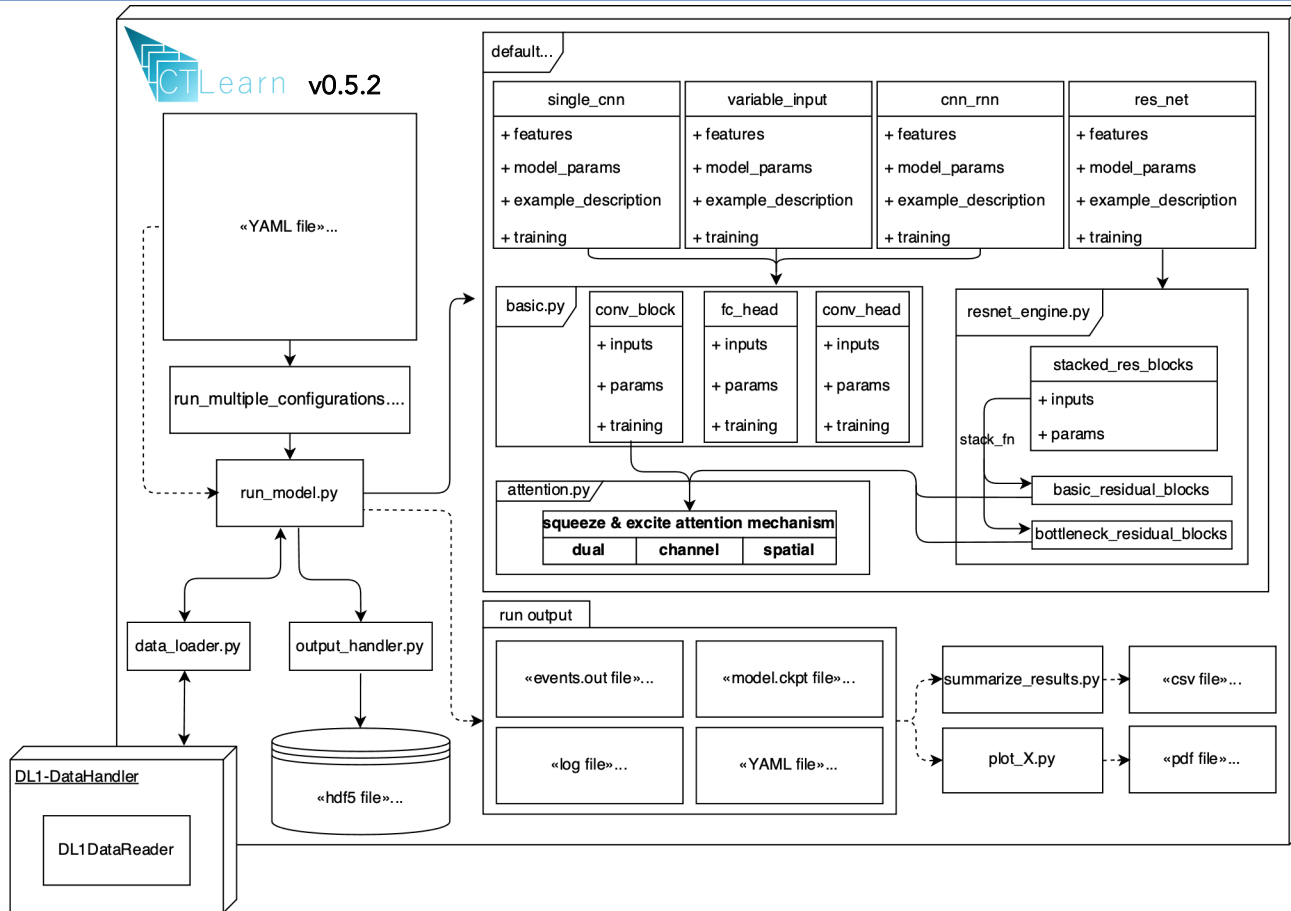 CTLearn v0.5.2
«YAML file»...
run_multiple_configurations....
run_model.py
data_loader.py
output_handler.py
«hdf5 file»...
DL1-DataHandler
DL1DataReader
default...
single_cnn
+ features
+ model_params
+ example_description
+ training
variable_input
+ features
+ model_params
+ example_description
+ training
cnn_rnn
+ features
+ model_params
+ example_description
+ training
res_net
+ features
+ model_params
+ example_description
+ training
basic.py
conv_block
+ inputs
+ params
+ training
fc_head
+ inputs
+ params
+ training
conv_head
+ inputs
+ params
+ training
resnet_engine.py
stacked_res_blocks
+ inputs
+ params
stack_fn
basic_residual_blocks
bottleneck_residual_blocks
attention.py
squeeze & excite attention mechanism
dual channel spatial
run output
«events.out file»...
«model.ckpt file»...
«log file»...
«YAML file»...
summarize_results.py
«csv file»...
plot_X.py
«pdf file»...